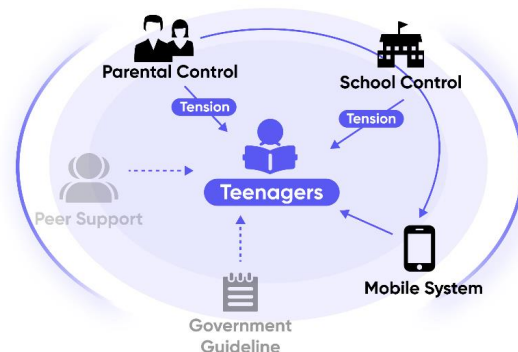 Parental Control
School Control
Tension
Tension
Teenagers
Peer Support
Mobile System
Government
Guideline